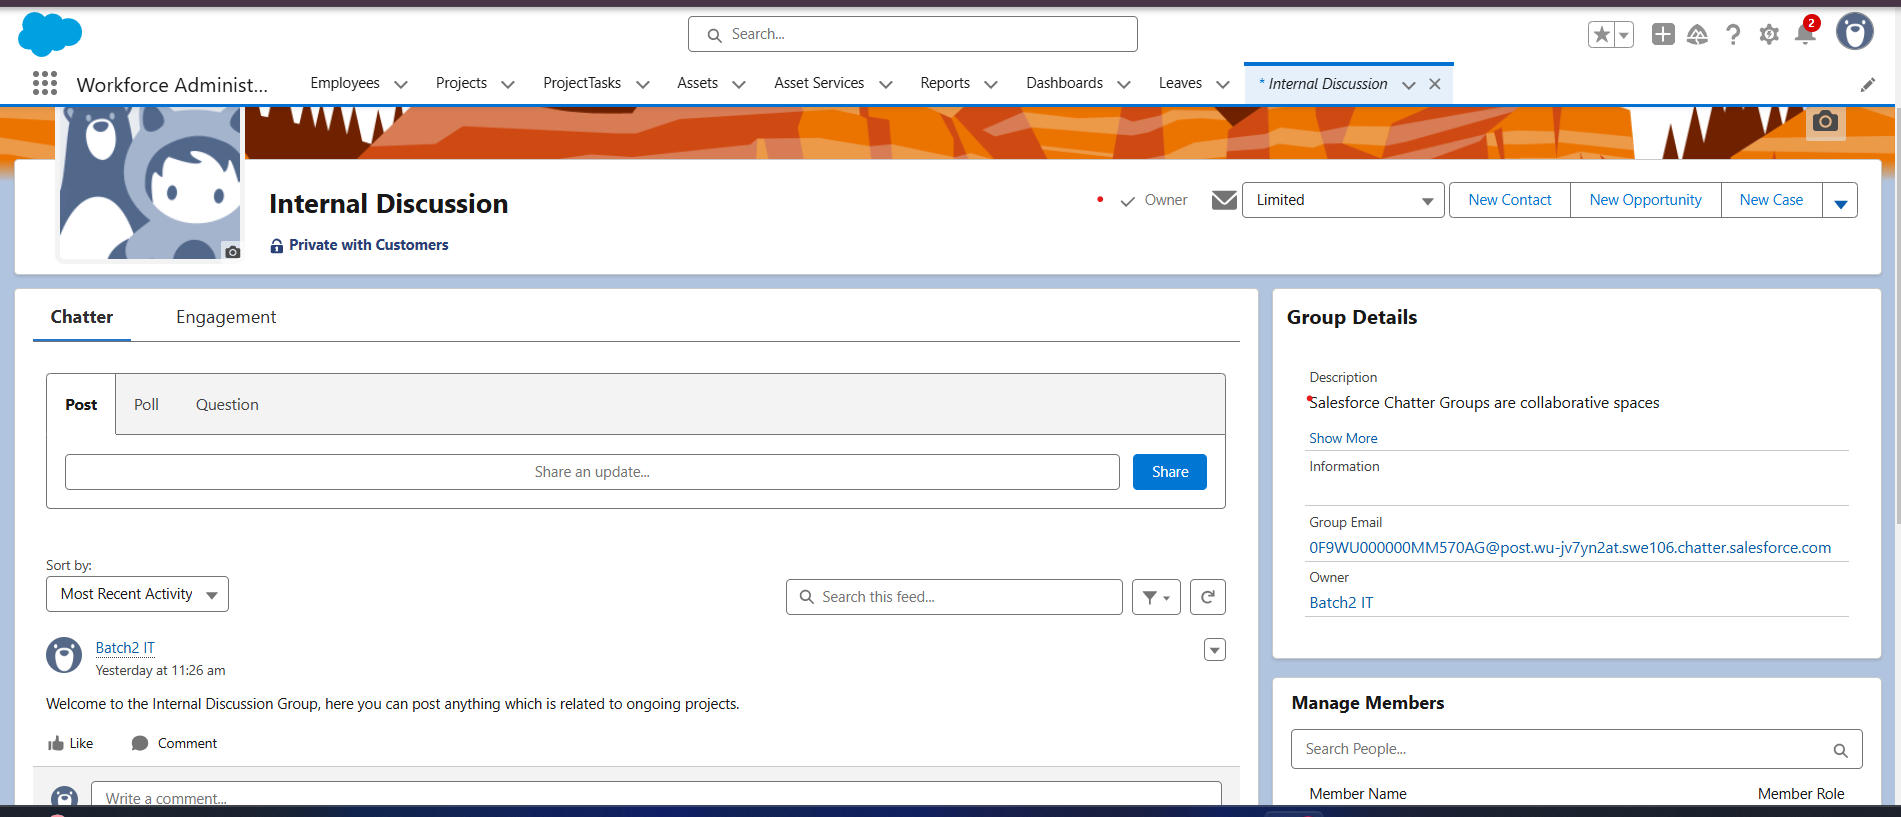 Search...
2
Workforce Administ...
Employees
Projects
ProjectTasks
Assets
Asset Services
Reports
Dashboards
Leaves
* Internal Discussion
Internal Discussion
Private with Customers
Owner
Limited
New Contact
New Opportunity
New Case
Chatter
Engagement
Post
Poll
Question
Share an update...
Share
Sort by:
Most Recent Activity
Search this feed...
Batch2 IT
Yesterday at 11:26 am
Welcome to the Internal Discussion Group, here you can post anything which is related to ongoing projects.
Like
Comment
Write a comment...
Group Details
Description
Salesforce Chatter Groups are collaborative spaces
Show More
Information
Group Email
0F9WU000000MM570AG@post.wu-jv7yn2at.swe106.chatter.salesforce.com
Owner
Batch2 IT
Manage Members
Search People...
Member Name
Member Role